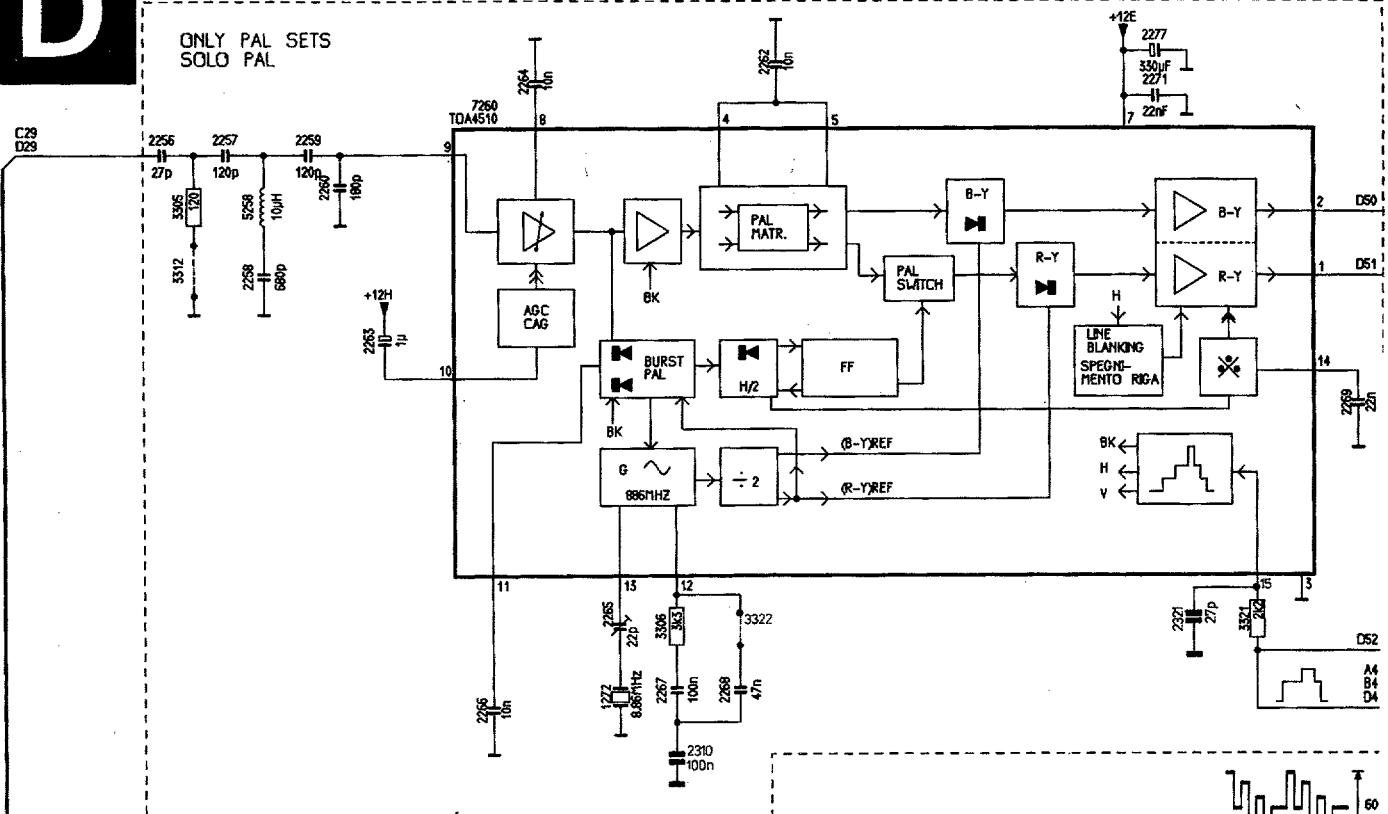 D
ONLY PAL SETS
SOLO PAL
+12E
2277
330µF
2271
22nF
2264
10n
2262
10n
7260
TDA4510
8
4
5
7
C29
D29
2256
27p
2257
120p
2259
120p
2260
180p
9
3305
120
3312
5258
10µH
2258
680p
B-Y
PAL
MATR.
R-Y
PAL
SWITCH
B-Y
R-Y
2
D50
1
D51
BK
AGC
CAG
+12H
2263
1µ
10
H
LINE
BLANKING
SPEGNI-
MENTO RIGA
BURST
PAL
H/2
FF
14
2269
22n
BK
(B-Y)REF
(R-Y)REF
G
886MHZ
÷ 2
BK
H
V
11
13
12
15
3
2265
22p
3306
3k3
3322
2321
27p
3321
2k2
D52
A4
B4
D4
2266
10n
1272
8.86MHz
2267
100n
2268
47n
2310
100n
60